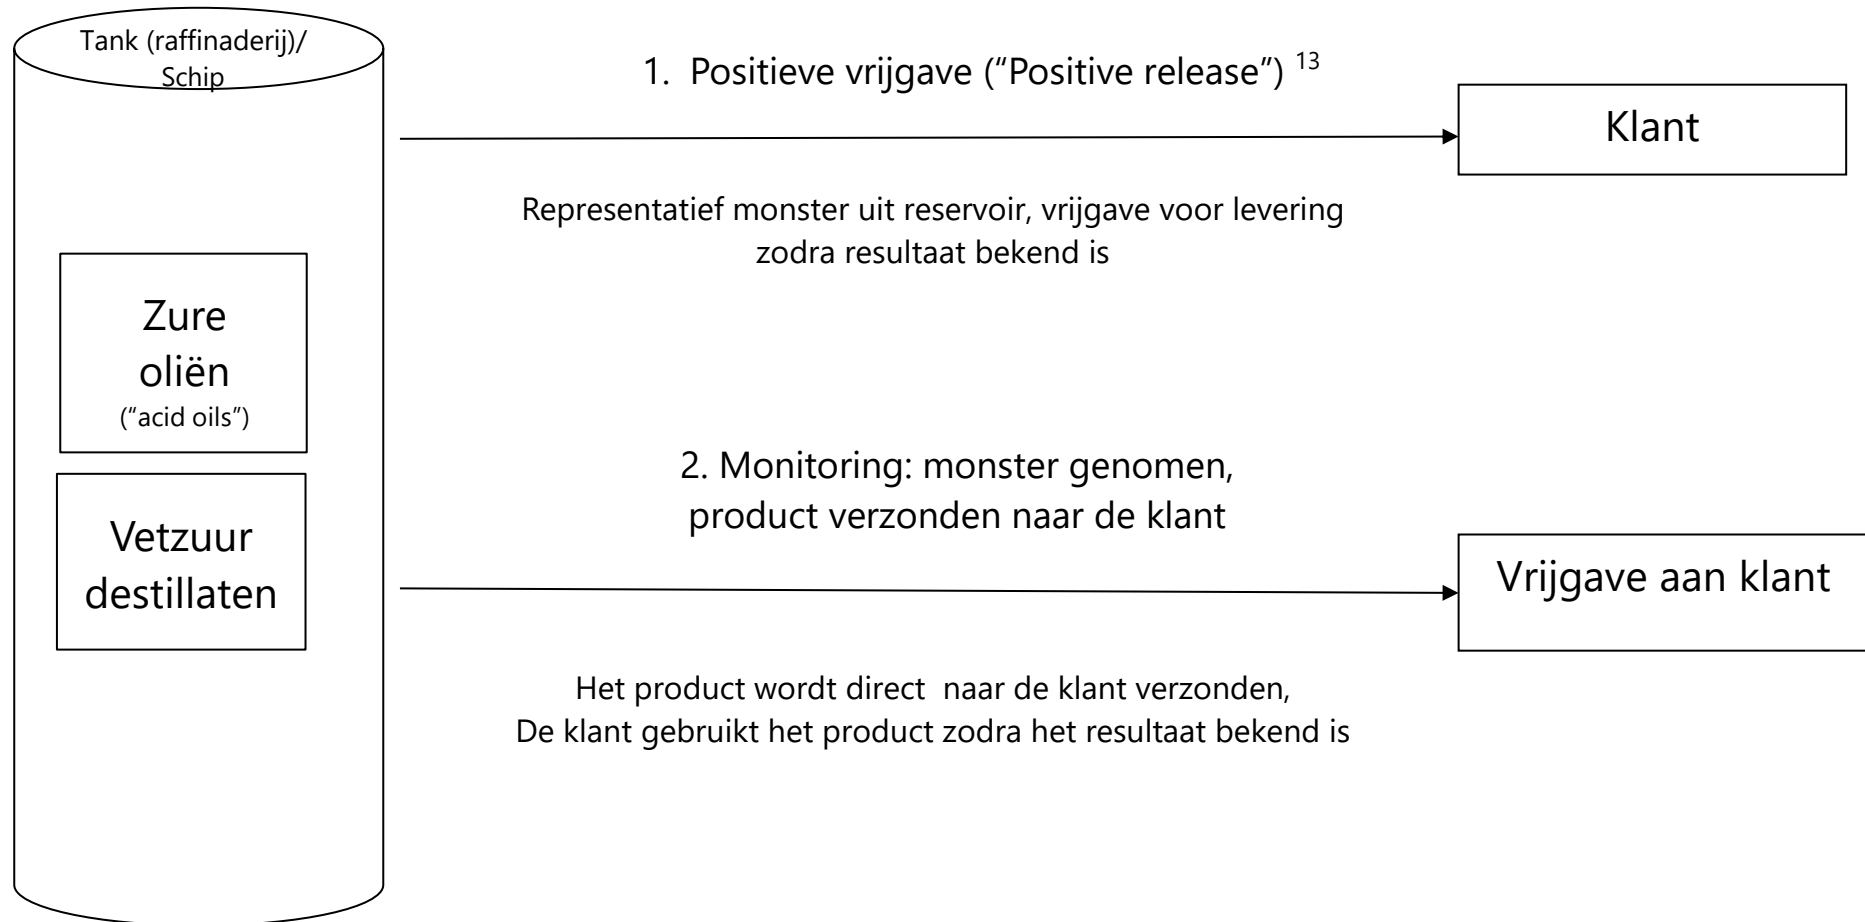 Tank (raffinaderij)/
Schip
1. Positieve vrijgave (“Positive release”) 13
Klant
Representatief monster uit reservoir, vrijgave voor levering
zodra resultaat bekend is
Zure
oliën
(“acid oils”)
2. Monitoring: monster genomen,
product verzonden naar de klant
Vetzuur
destillaten
Vrijgave aan klant
Het product wordt direct naar de klant verzonden,
De klant gebruikt het product zodra het resultaat bekend is